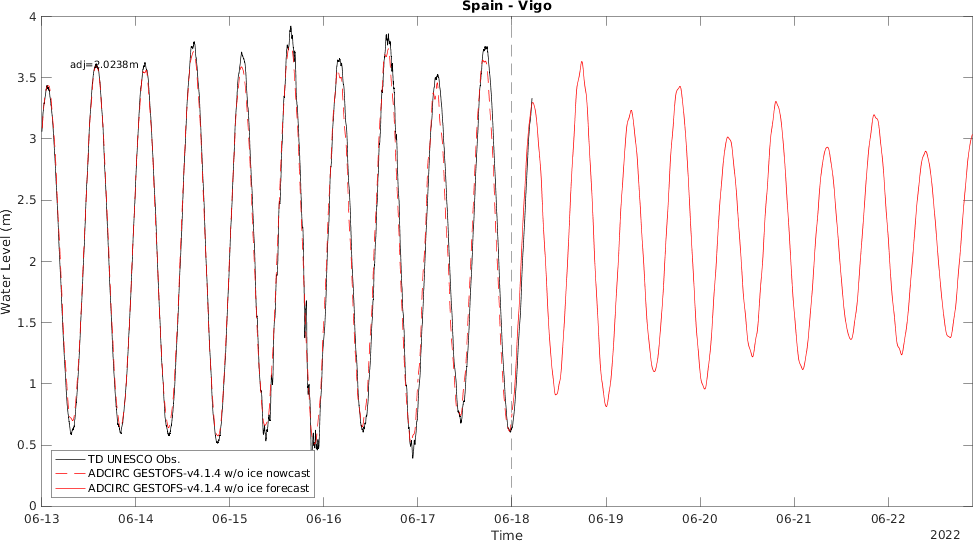 Spain - Vigo
adj=2.0238m
Water Level (m)
4
3.5
3
2.5
2
1.5
1
0.5
0
TD UNESCO Obs.
ADCIRC GESTOFS-v4.1.4 w/o ice nowcast
ADCIRC GESTOFS-v4.1.4 w/o ice forecast
06-13 06-14 06-15 06-16 06-17 06-18 06-19 06-20 06-21 06-22
Time
2022